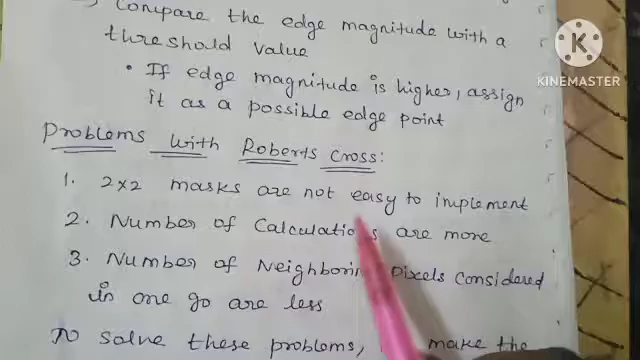 Compare the edge magnitude with a
threshold value
• If edge magnitude is higher, assign
it as a possible edge point
Problems with Roberts Cross:
1. 2x2 masks are not easy to implement
2. Number of Calculations are more
3. Number of Neighboring pixels considered
in one go are less
To solve these problems, make the
KINEMASTER